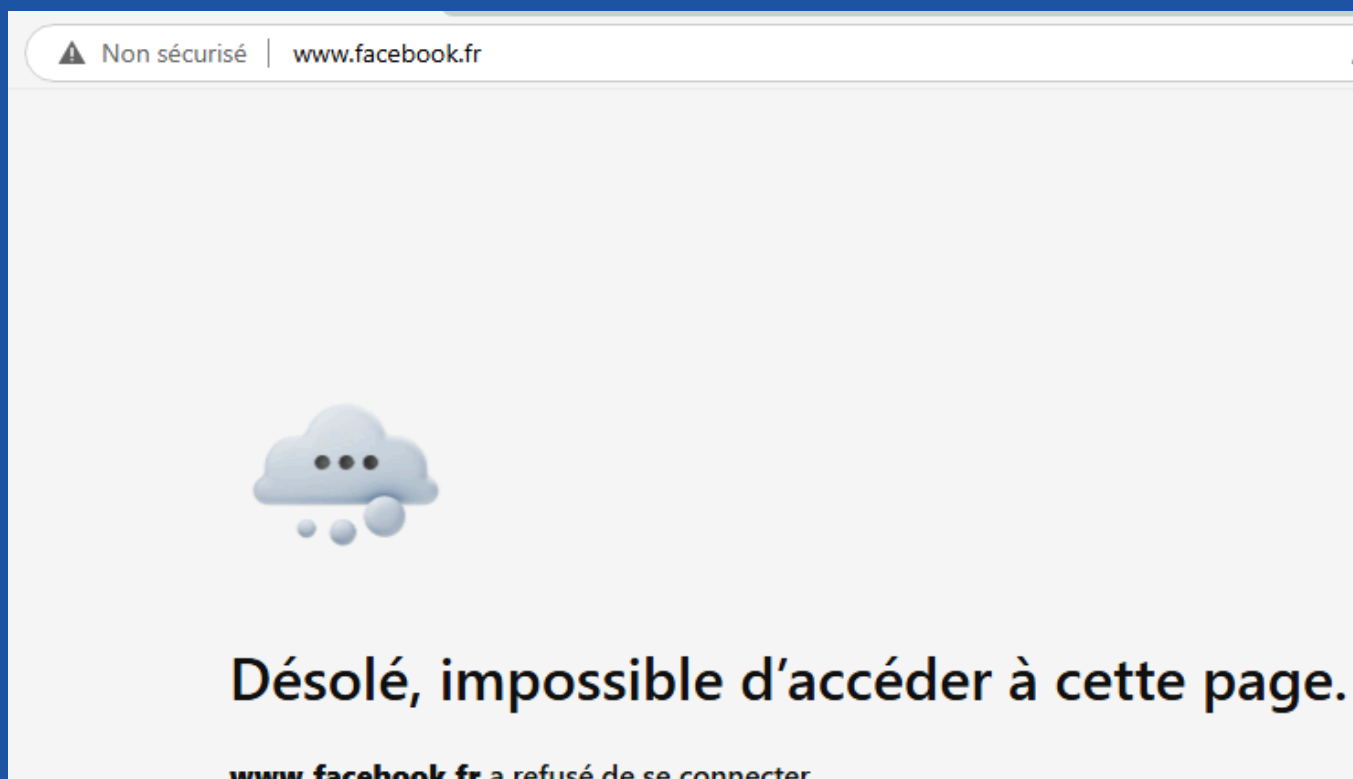 Non sécurisé www.facebook.fr
Désolé, impossible d’accéder à cette page.
www.facebook.fr a refusé de se connecter.